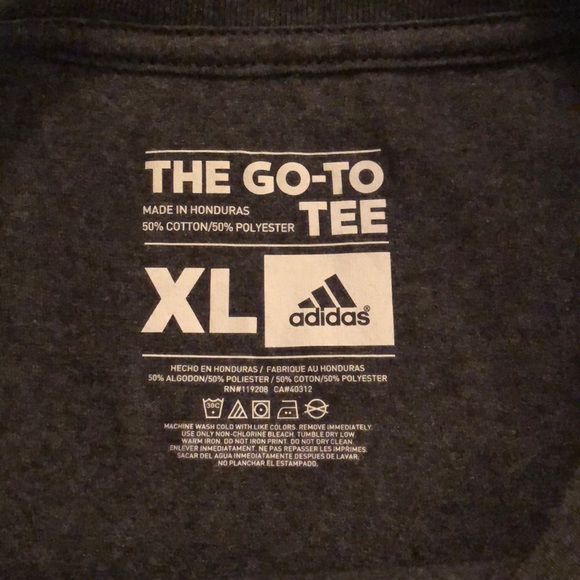 THE GO-TO
MADE IN HONDURAS
50% COTTON/50% POLYESTER
TEE
XL
adidas®
HECHO EN HONDURAS / FABRIQUE AU HONDURAS
50% ALGODON/50% POLIESTER / 50% COTON/50% POLYESTER
RN#119208 CA#40312
30C
MACHINE WASH COLD WITH LIKE COLORS. REMOVE IMMEDIATELY.
USE ONLY NON-CHLORINE BLEACH. TUMBLE DRY LOW
WARM IRON. DO NOT IRON PRINT. DO NOT DRY CLEAN.
ENLEVER IMMEDIATEMENT. NE PAS REPASSER LES IMPRIMES.
SACAR DEL AGUA INMEDIATAMENTE DESPUES DE LAVAR.
NO PLANCHAR EL ESTAMPADO.